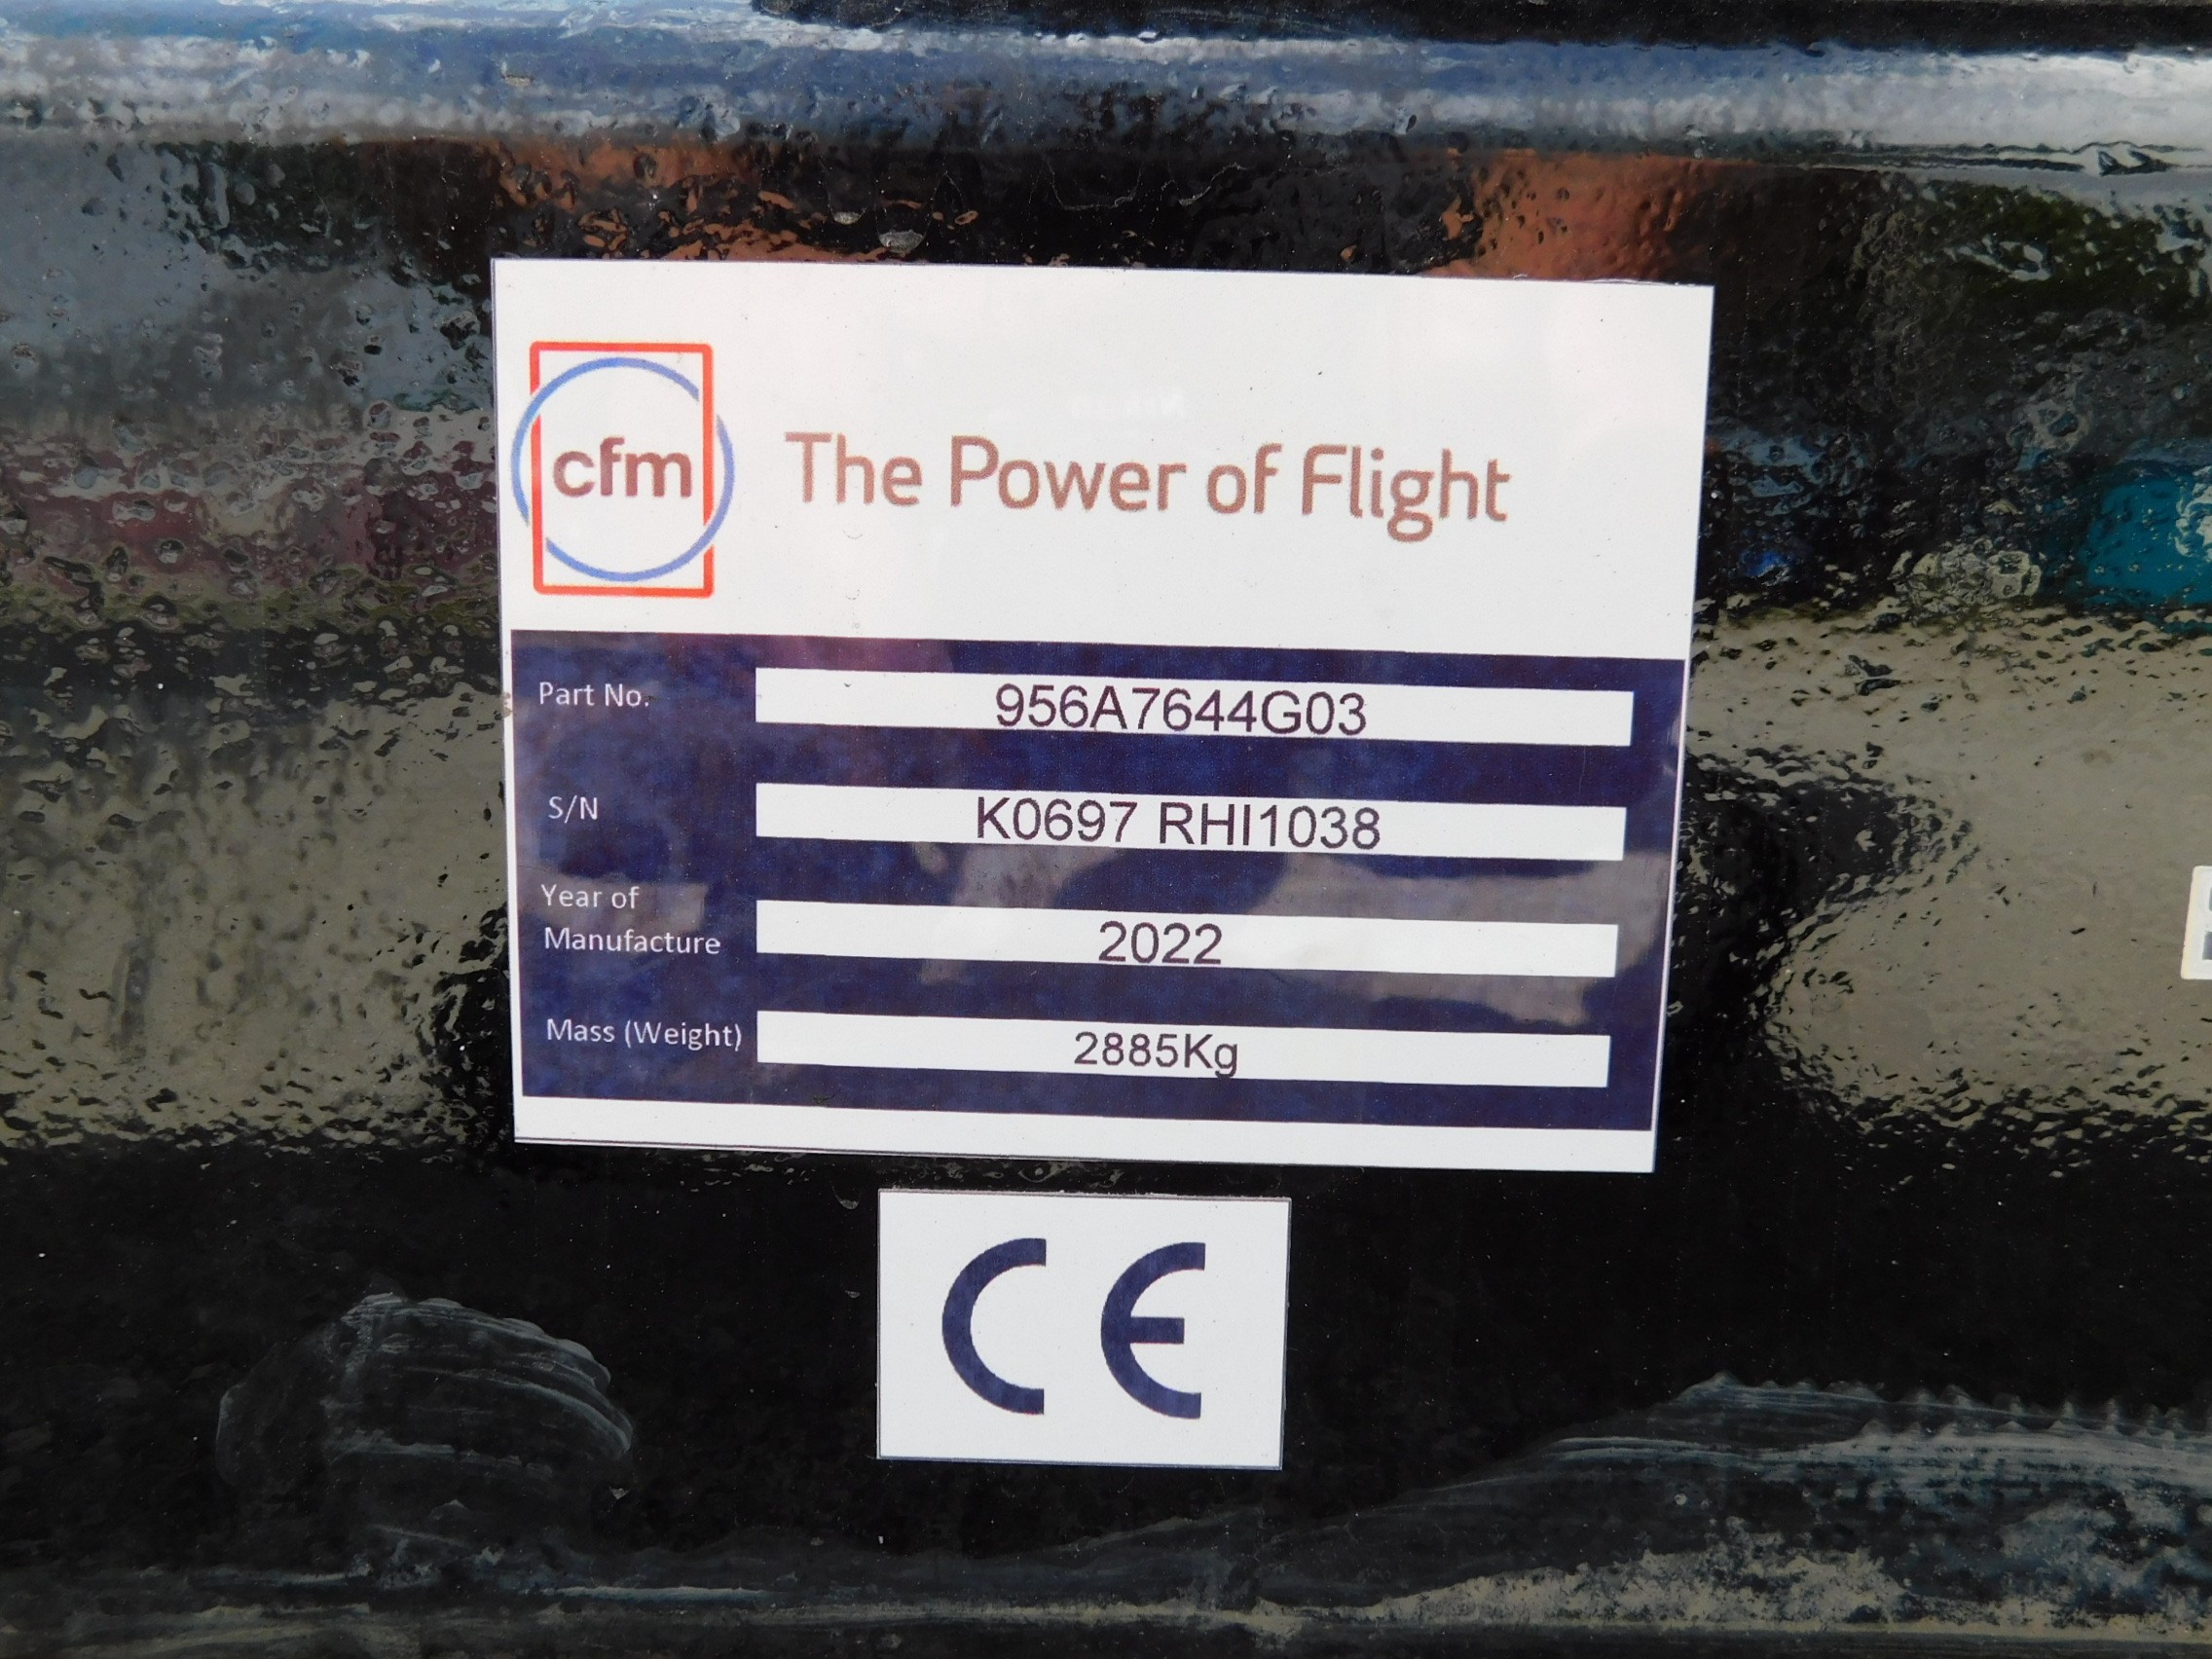 cfm
The Power of Flight
Part No. 956A7644G03
S/N K0697 RHI1038
Year of
Manufacture 2022
Mass (Weight) 2885Kg
CE